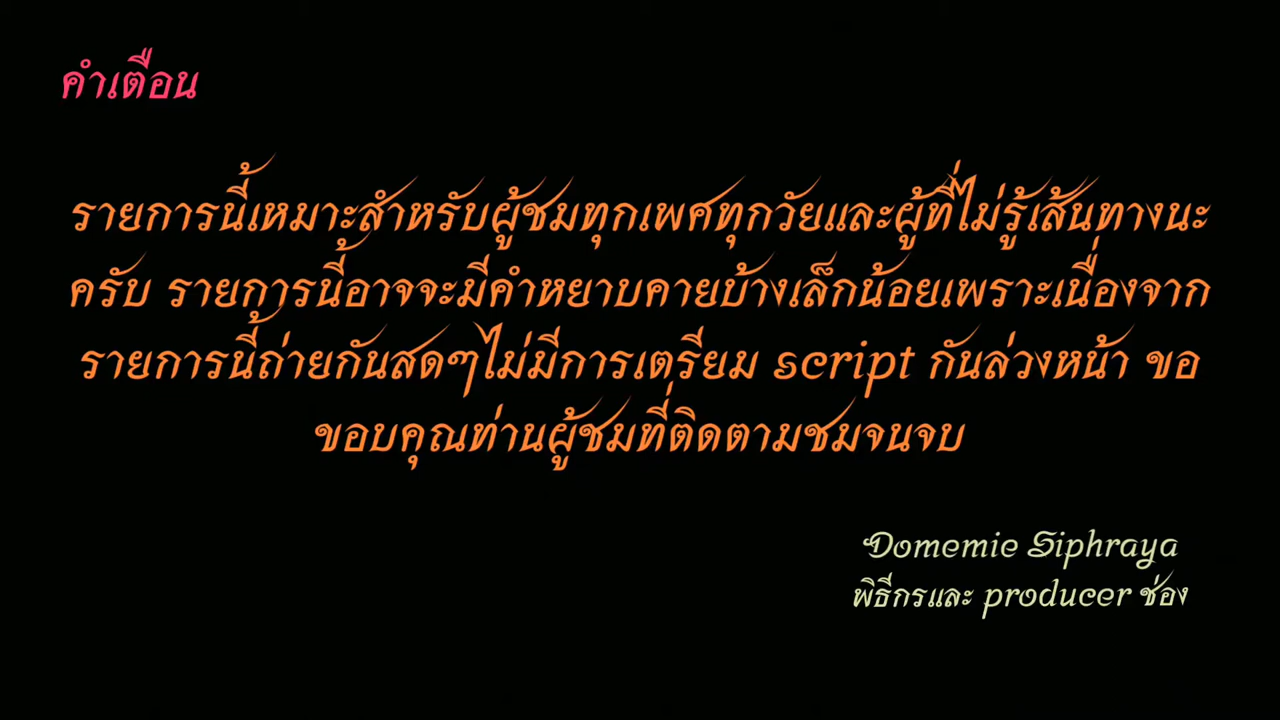 คำเตือน
รายการนี้เหมาะสำหรับผู้ชมทุกเพศทุกวัยและผู้ที่ไม่รู้เส้นทางนะ
ครับ รายการนี้อาจจะมีคำหยาบคายบ้างเล็กน้อยเพราะเนื่องจาก
รายการนี้ถ่ายกันสดๆไม่มีการเตรียม script กันล่วงหน้า ขอ
ขอบคุณท่านผู้ชมที่ติดตามชมจนจบ
Domemie Siphraya
พิธีกรและ producer ช่อง